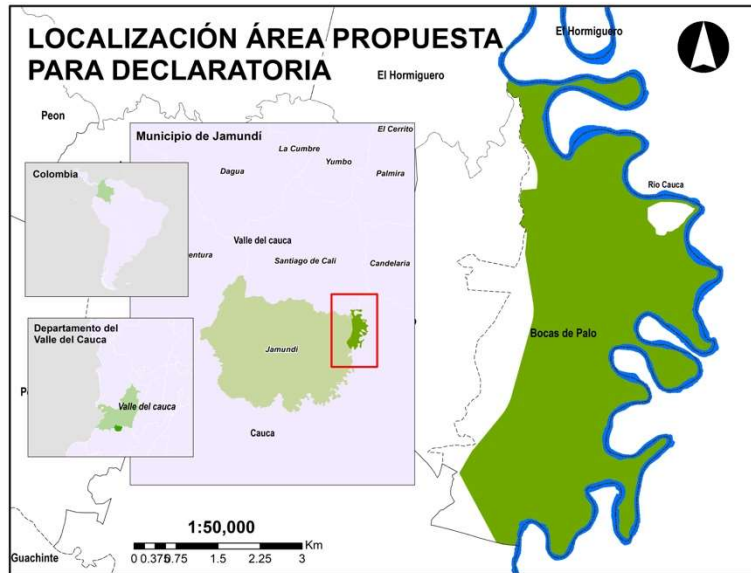 LOCALIZACIÓN ÁREA PROPUESTA
PARA DECLARATORIA
El Hormiguero
El Hormiguero
Peon
Municipio de Jamundí
El Cerrito
La Cumbre
Yumbo
Dagua
Palmira
Colombia
Río Cauca
Valle del cauca
entura
Santiago de Cali
Candelaria
Departamento del
Valle del Cauca
Bocas de Palo
Jamundí
Valle del cauca
Cauca
1:50,000
Km
0 0.375 0.75 1.5 2.25 3
Guachinte